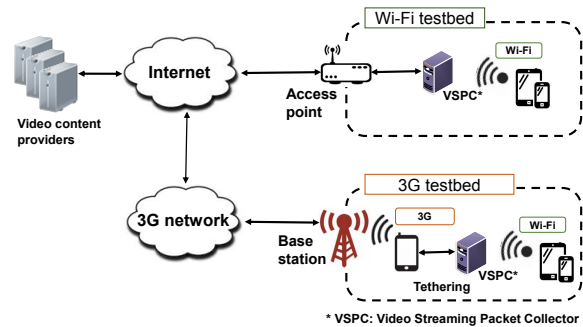 Wi-Fi testbed
Internet
Wi-Fi
VSPC*
Access
point
Video content
providers
3G testbed
3G network
3G
Wi-Fi
Base
station
VSPC*
Tethering
* VSPC: Video Streaming Packet Collector